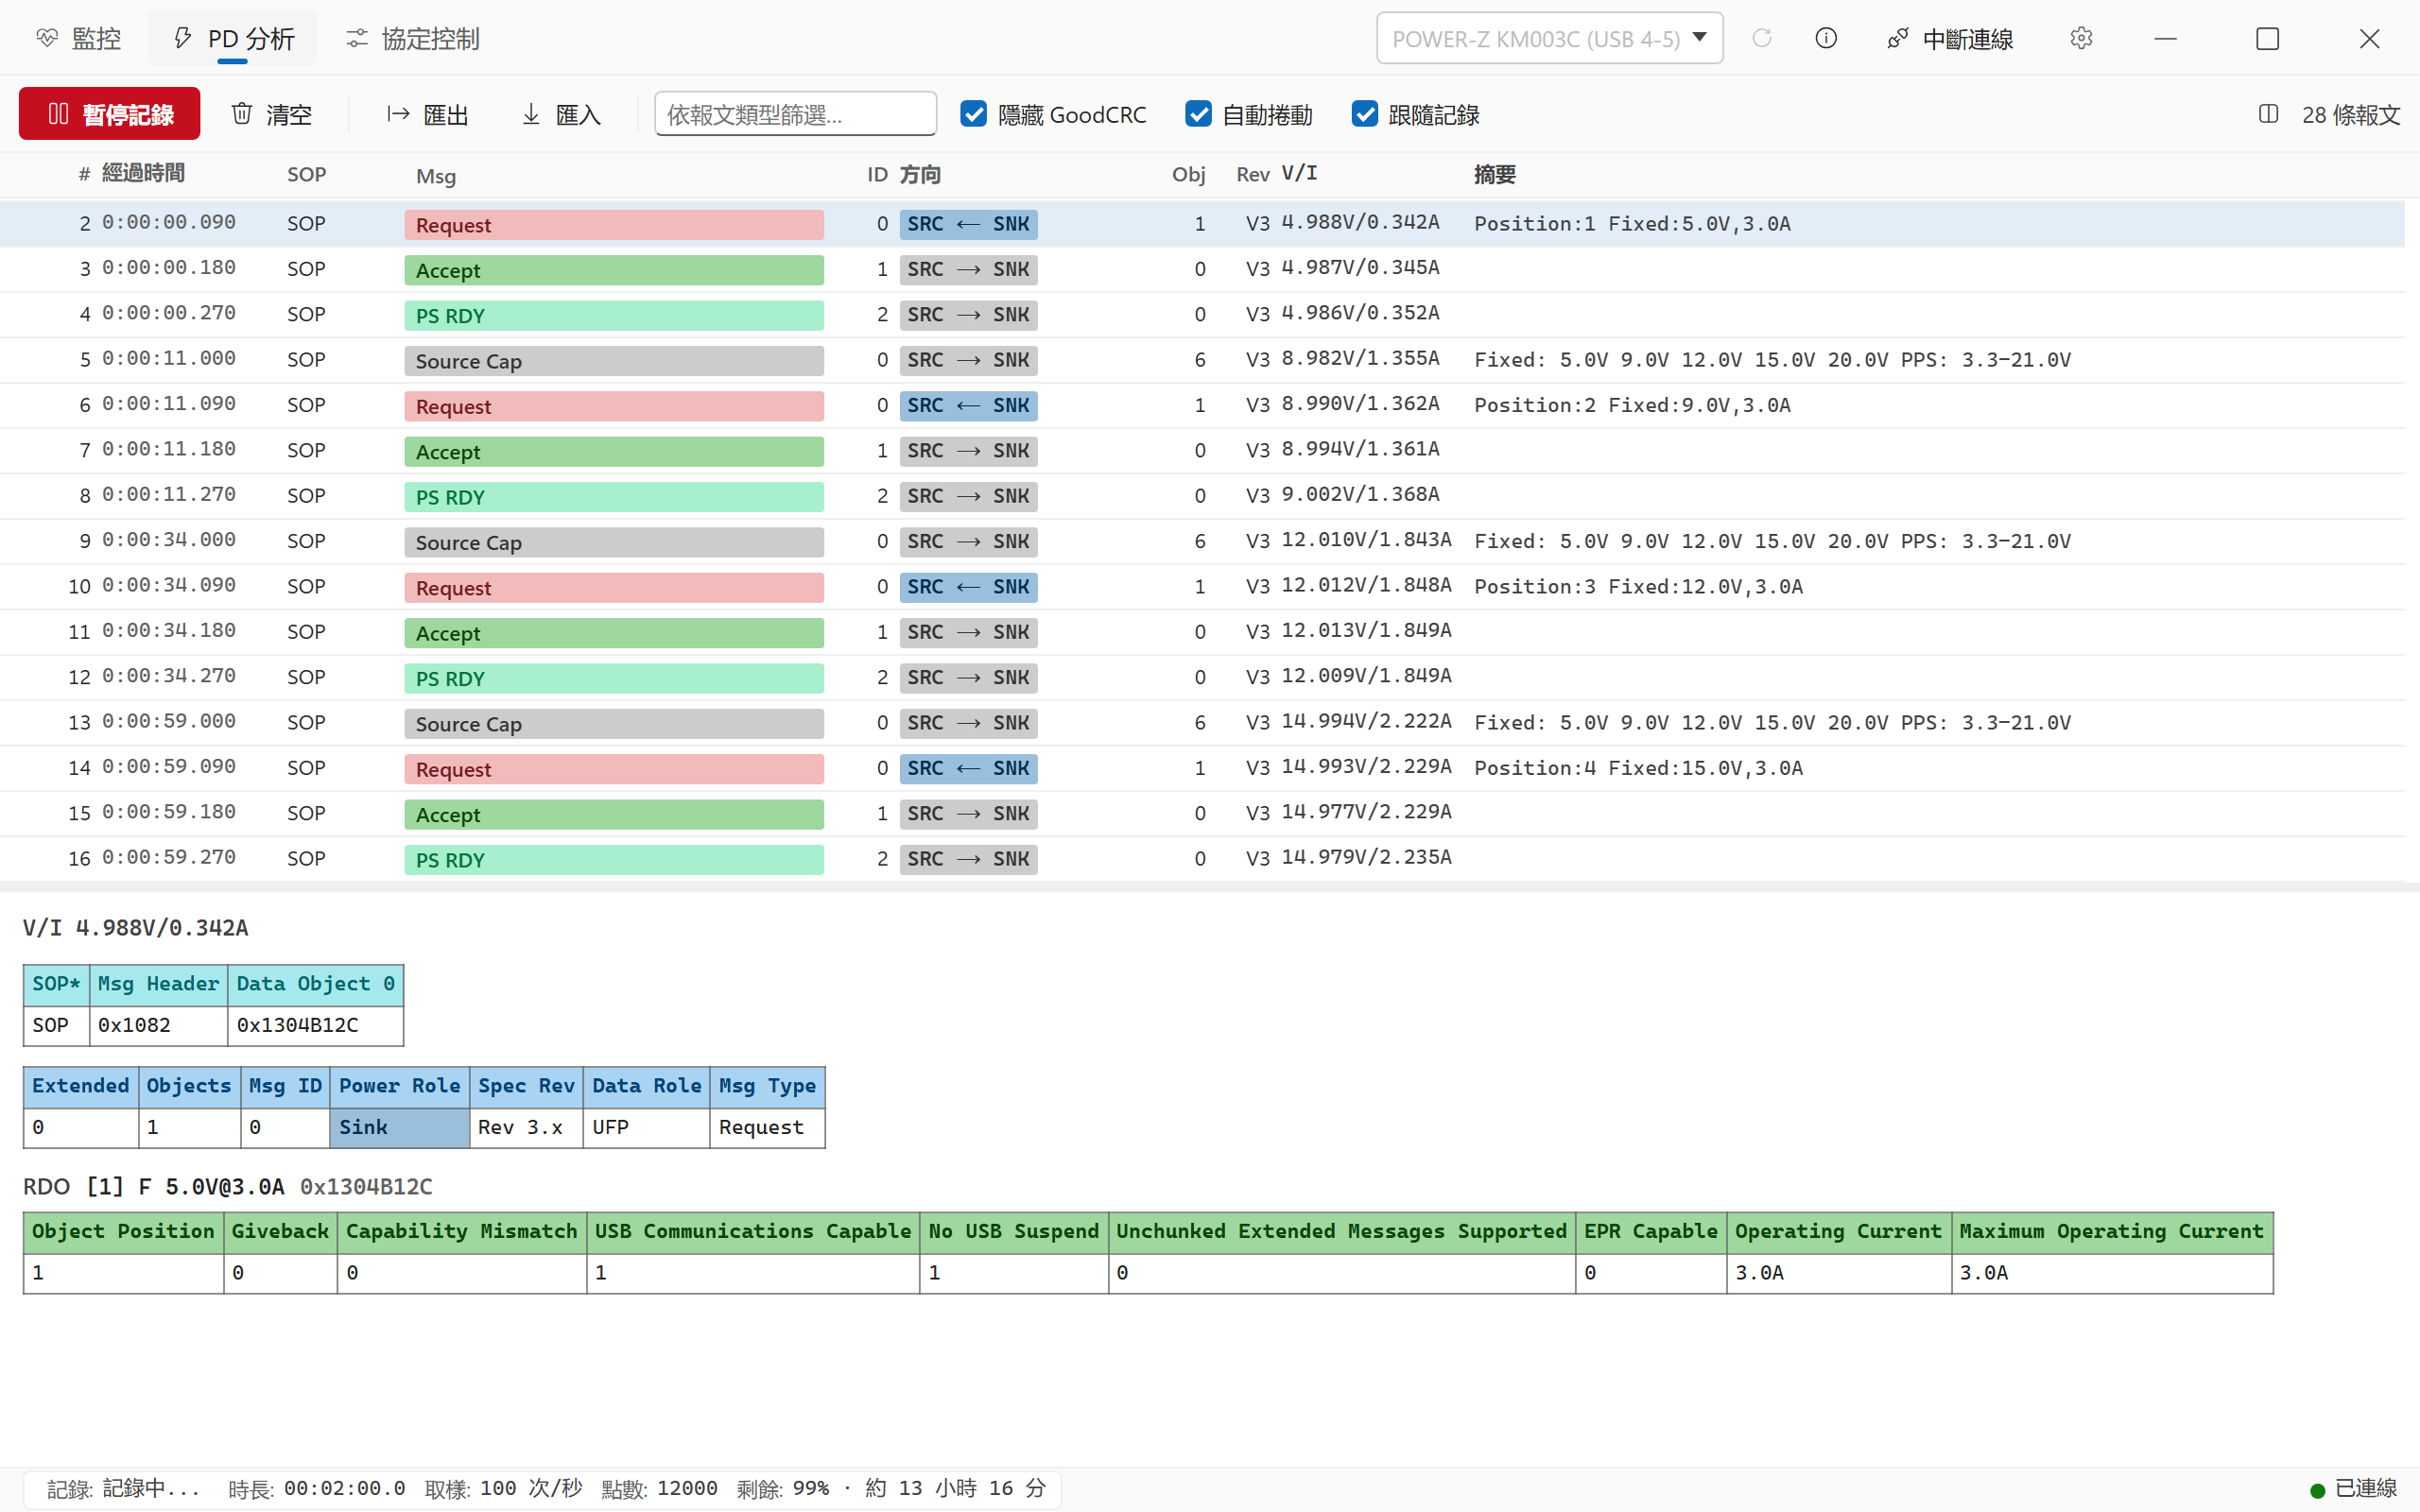 監控 PD 分析 協定控制 POWER-Z KM003C (USB 4-5) 中斷連線
暫停記錄 清空 匯出 匯入 依報文類型篩選... 隱藏 GoodCRC 自動捲動 跟隨記錄 28 條報文
# 經過時間 SOP Msg ID 方向 Obj Rev V/I 摘要
2 0:00:00.090 SOP Request 0 SRC ← SNK 1 V3 4.988V/0.342A Position:1 Fixed:5.0V,3.0A
3 0:00:00.180 SOP Accept 1 SRC → SNK 0 V3 4.987V/0.345A
4 0:00:00.270 SOP PS RDY 2 SRC → SNK 0 V3 4.986V/0.352A
5 0:00:11.000 SOP Source Cap 0 SRC → SNK 6 V3 8.982V/1.355A Fixed: 5.0V 9.0V 12.0V 15.0V 20.0V PPS: 3.3-21.0V
6 0:00:11.090 SOP Request 0 SRC ← SNK 1 V3 8.990V/1.362A Position:2 Fixed:9.0V,3.0A
7 0:00:11.180 SOP Accept 1 SRC → SNK 0 V3 8.994V/1.361A
8 0:00:11.270 SOP PS RDY 2 SRC → SNK 0 V3 9.002V/1.368A
9 0:00:34.000 SOP Source Cap 0 SRC → SNK 6 V3 12.010V/1.843A Fixed: 5.0V 9.0V 12.0V 15.0V 20.0V PPS: 3.3-21.0V
10 0:00:34.090 SOP Request 0 SRC ← SNK 1 V3 12.012V/1.848A Position:3 Fixed:12.0V,3.0A
11 0:00:34.180 SOP Accept 1 SRC → SNK 0 V3 12.013V/1.849A
12 0:00:34.270 SOP PS RDY 2 SRC → SNK 0 V3 12.009V/1.849A
13 0:00:59.000 SOP Source Cap 0 SRC → SNK 6 V3 14.994V/2.222A Fixed: 5.0V 9.0V 12.0V 15.0V 20.0V PPS: 3.3-21.0V
14 0:00:59.090 SOP Request 0 SRC ← SNK 1 V3 14.993V/2.229A Position:4 Fixed:15.0V,3.0A
15 0:00:59.180 SOP Accept 1 SRC → SNK 0 V3 14.977V/2.229A
16 0:00:59.270 SOP PS RDY 2 SRC → SNK 0 V3 14.979V/2.235A
V/I 4.988V/0.342A
SOP* Msg Header Data Object 0
SOP 0x1082 0x1304B12C
Extended Objects Msg ID Power Role Spec Rev Data Role Msg Type
0 1 0 Sink Rev 3.x UFP Request
RDO [1] F 5.0V@3.0A 0x1304B12C
Object Position Giveback Capability Mismatch USB Communications Capable No USB Suspend Unchunked Extended Messages Supported EPR Capable Operating Current Maximum Operating Current
1 0 0 1 1 0 0 3.0A 3.0A
記錄: 記錄中... 時長: 00:02:00.0 取樣: 100 次/秒 點數: 12000 剩餘: 99% · 約 13 小時 16 分 已連線